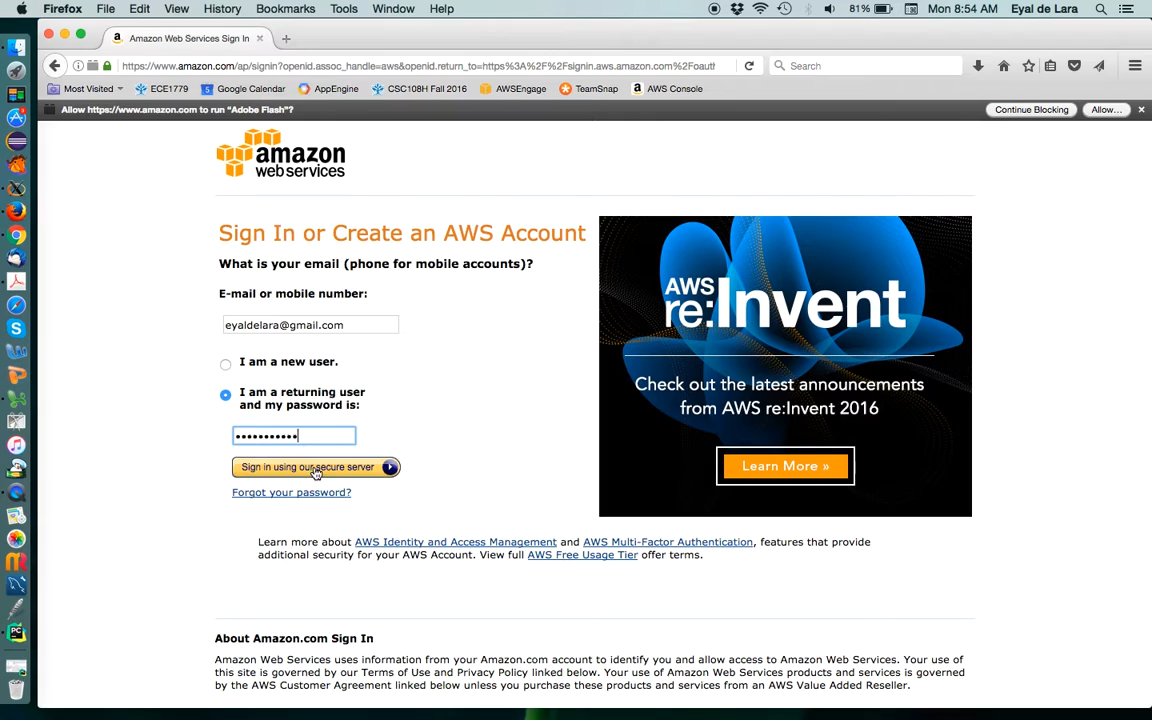 Firefox File Edit View History Bookmarks Tools Window Help 81% Mon 8:54 AM Eyal de Lara
Amazon Web Services Sign In
https://www.amazon.com/ap/signin?openid.assoc_handle=aws&openid.return_to=https%3A%2F%2Fsignin.aws.amazon.com%2Foaut Search
Most Visited ECE1779 Google Calendar AppEngine CSC108H Fall 2016 AWSEngage TeamSnap AWS Console
Allow https://www.amazon.com to run "Adobe Flash"? Continue Blocking Allow...
amazon
web services
Sign In or Create an AWS Account
What is your email (phone for mobile accounts)?
E-mail or mobile number:
eyaldelara@gmail.com
I am a new user.
I am a returning user
and my password is:
•••••••••••
Sign in using our secure server
Forgot your password?
AWS
re:Invent
Check out the latest announcements
from AWS re:Invent 2016
Learn More »
Learn more about AWS Identity and Access Management and AWS Multi-Factor Authentication, features that provide
additional security for your AWS Account. View full AWS Free Usage Tier offer terms.
About Amazon.com Sign In
Amazon Web Services uses information from your Amazon.com account to identify you and allow access to Amazon Web Services. Your use of
this site is governed by our Terms of Use and Privacy Policy linked below. Your use of Amazon Web Services products and services is governed
by the AWS Customer Agreement linked below unless you purchase these products and services from an AWS Value Added Reseller.